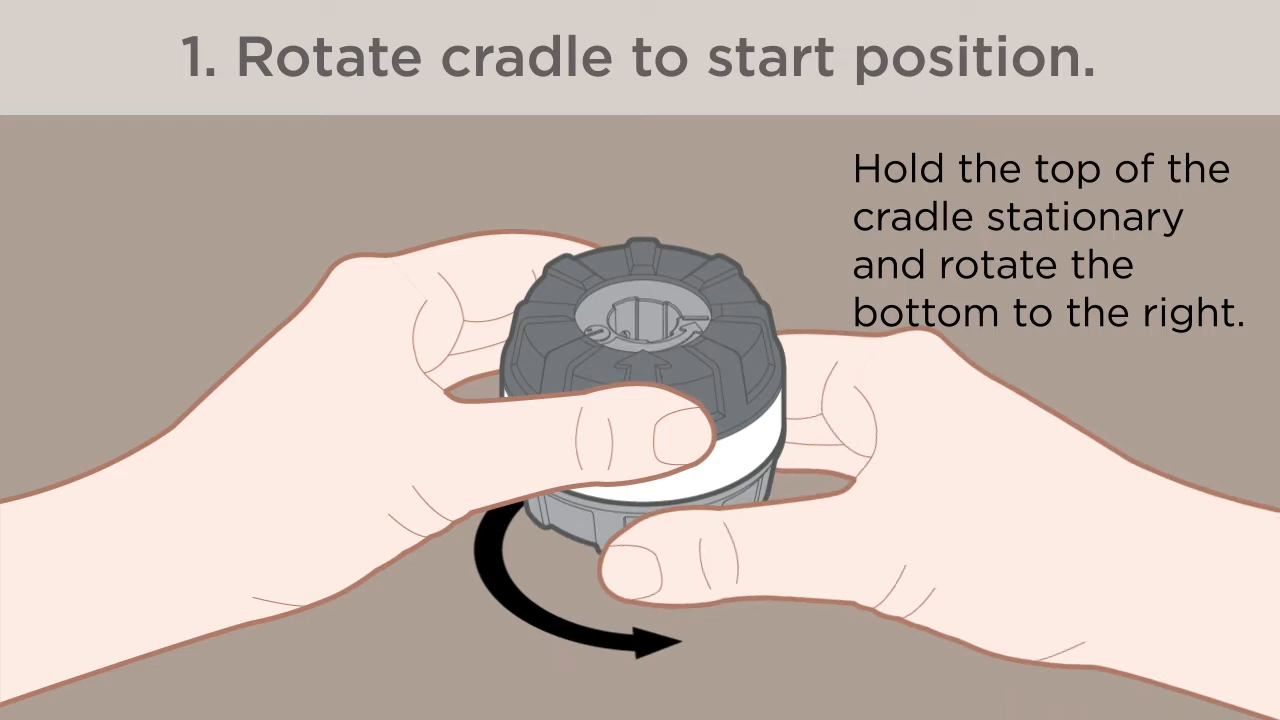 1. Rotate cradle to start position.
Hold the top of the
cradle stationary
and rotate the
bottom to the right.